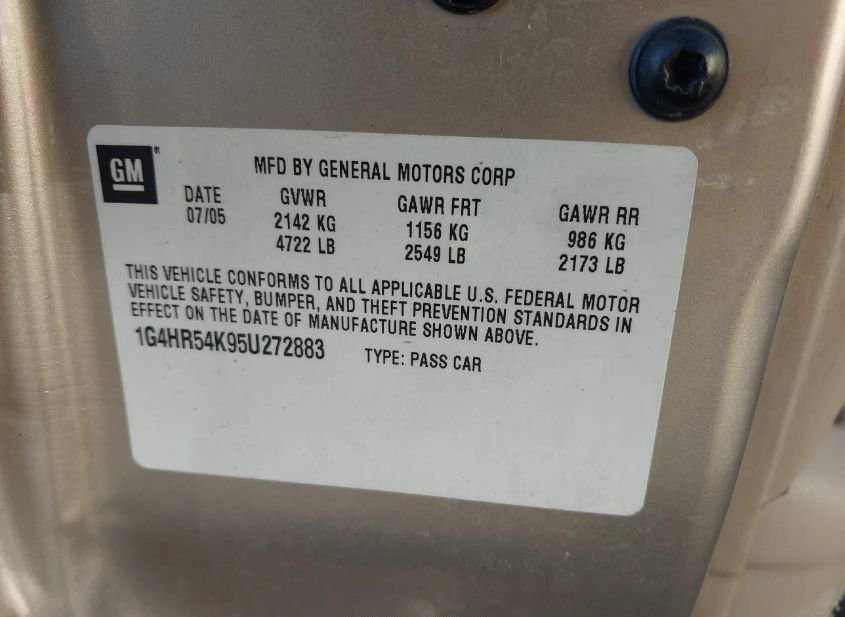 GM®
MFD BY GENERAL MOTORS CORP
DATE GVWR GAWR FRT GAWR RR
07/05 2142 KG 1156 KG 986 KG
4722 LB 2549 LB 2173 LB
THIS VEHICLE CONFORMS TO ALL APPLICABLE U.S. FEDERAL MOTOR
VEHICLE SAFETY, BUMPER, AND THEFT PREVENTION STANDARDS IN
EFFECT ON THE DATE OF MANUFACTURE SHOWN ABOVE.
1G4HR54K95U272883 TYPE: PASS CAR